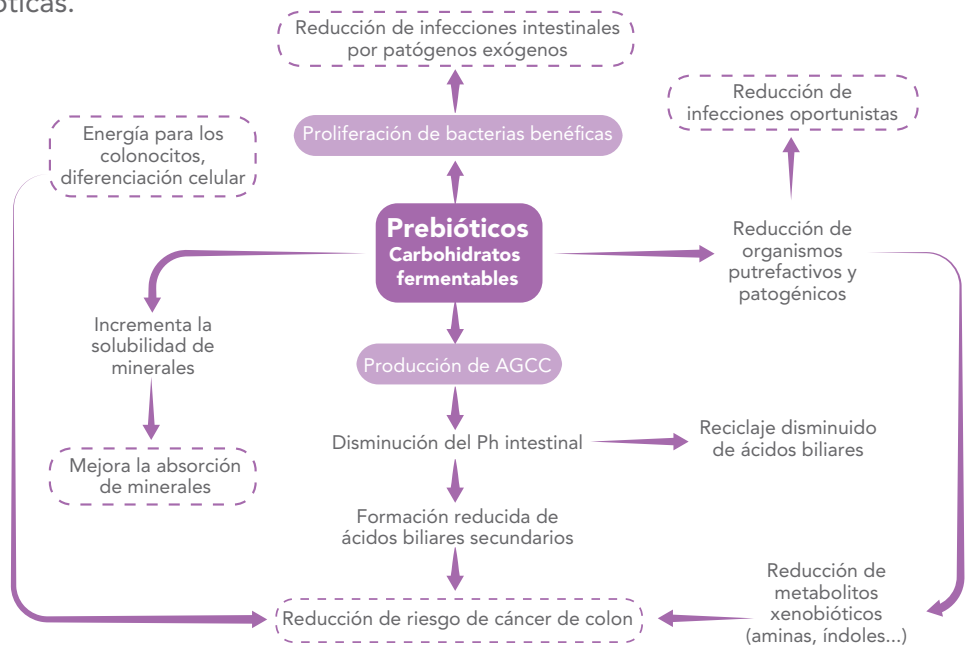 óticas.
Reducción de infecciones intestinales
por patógenos exógenos
Reducción de
infecciones oportunistas
Proliferación de bacterias benéficas
Energía para los
colonocitos,
diferenciación celular
Prebióticos
Carbohidratos
fermentables
Reducción de
organismos
putrefactivos y
patogénicos
Incrementa la
solubilidad de
minerales
Producción de AGCC
Disminución del Ph intestinal
Reciclaje disminuido
de ácidos biliares
Mejora la absorción
de minerales
Formación reducida de
ácidos biliares secundarios
Reducción de
metabolitos
xenobióticos
(aminas, índoles...)
Reducción de riesgo de cáncer de colon